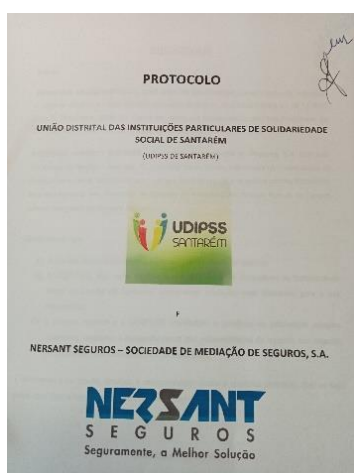 PROTOCOLO
UNIÃO DISTRITAL DAS INSTITUIÇÕES PARTICULARES DE SOLIDARIEDADE
SOCIAL DE SANTARÉM
(UDIPSS DE SANTARÉM)
UDIPSS
SANTARÉM
E
NERSANT SEGUROS – SOCIEDADE DE MEDIAÇÃO DE SEGUROS, S.A.
NERSANT
SEGUROS
Seguramente, a Melhor Solução